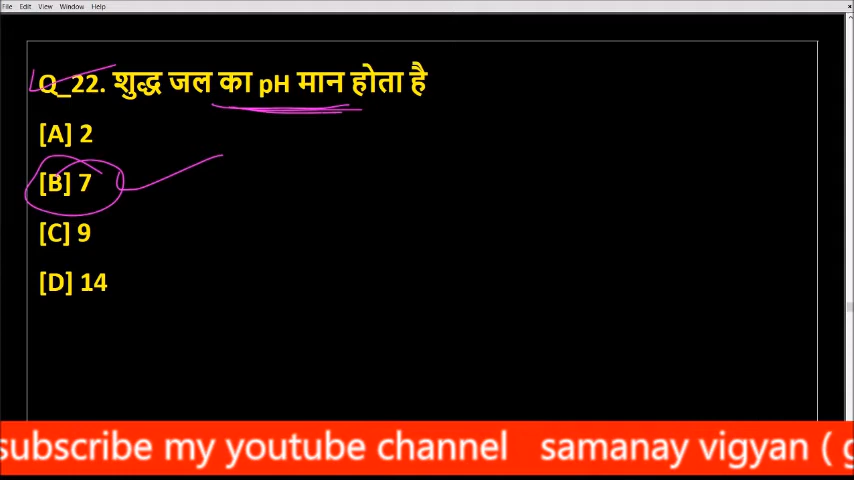 File Edit View Window Help
Q_22. शुद्ध जल का pH मान होता है
[A] 2
[B] 7
[C] 9
[D] 14
subscribe my youtube channel samanay vigyan ( g